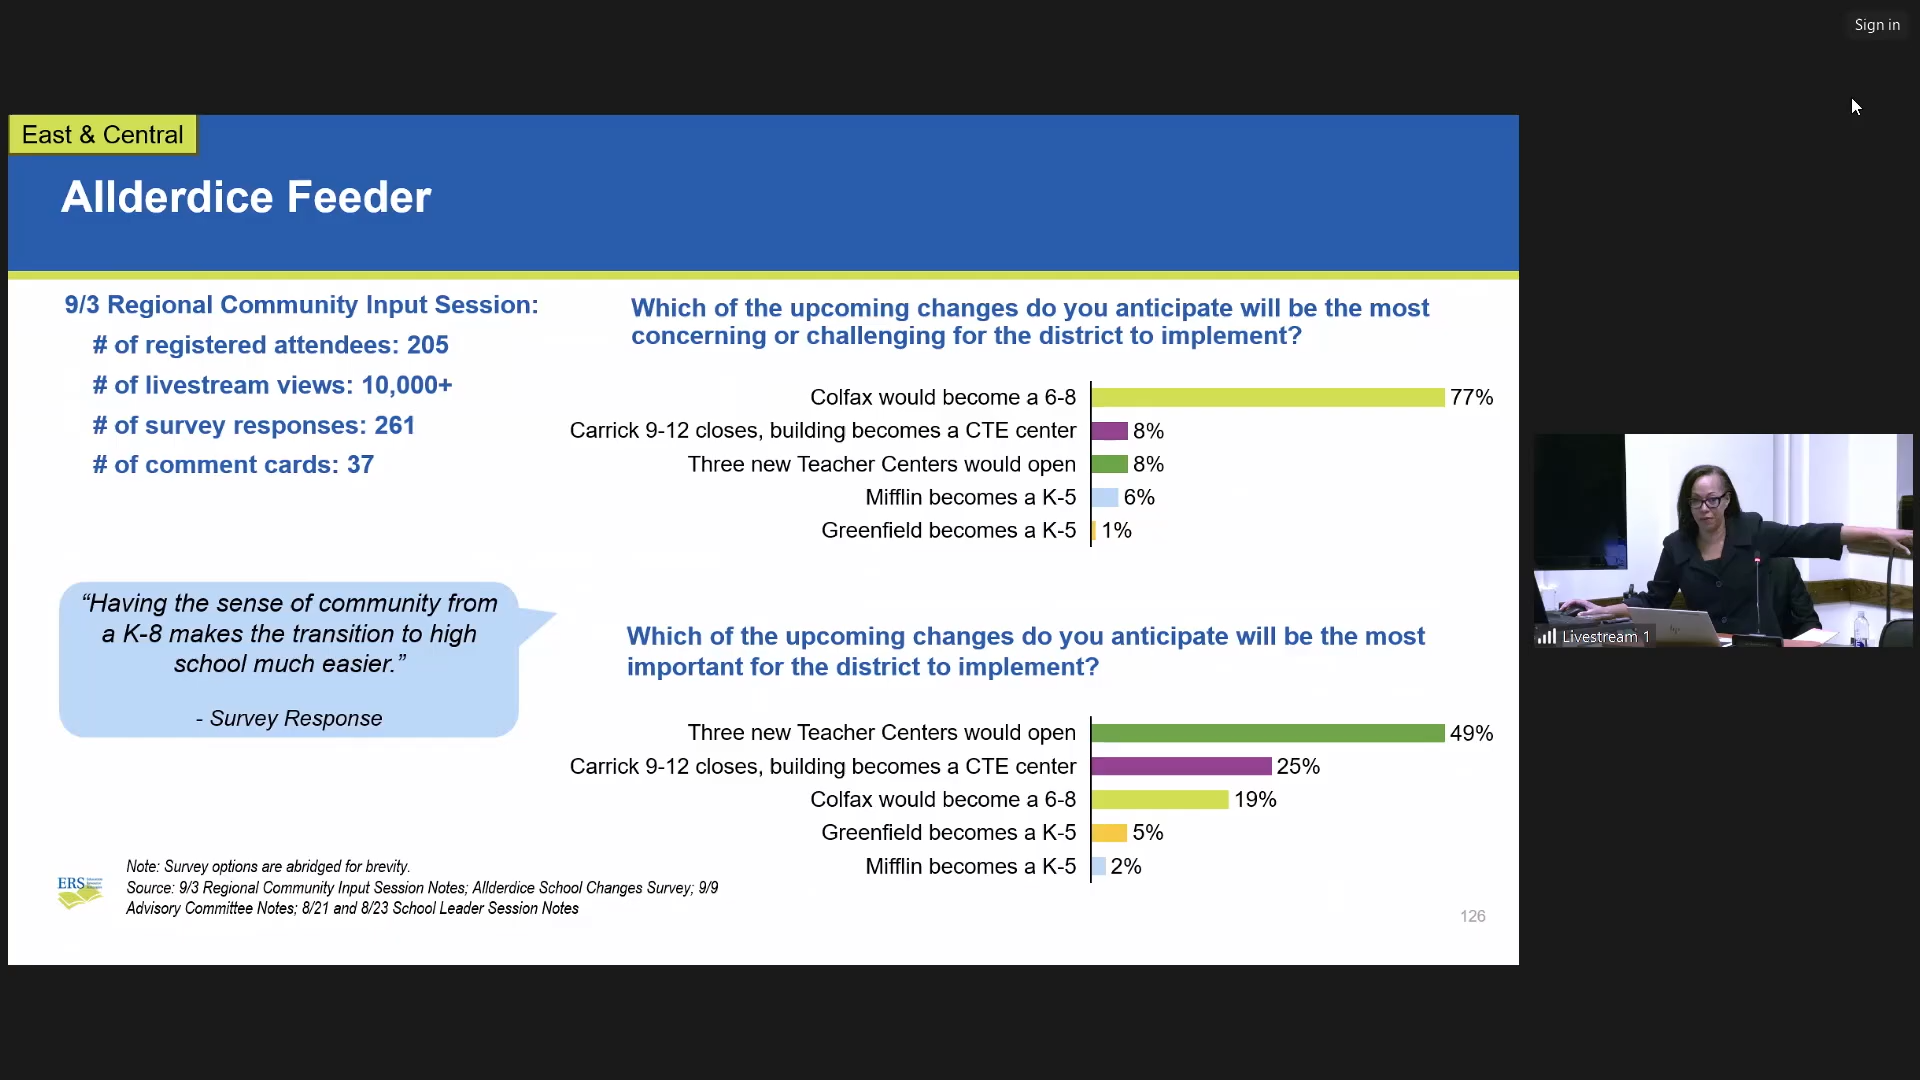 Sign in
East & Central
Allderdice Feeder
9/3 Regional Community Input Session:
# of registered attendees: 205
# of livestream views: 10,000+
# of survey responses: 261
# of comment cards: 37
“Having the sense of community from
a K-8 makes the transition to high
school much easier.”
- Survey Response
Which of the upcoming changes do you anticipate will be the most
concerning or challenging for the district to implement?
Colfax would become a 6-8 77%
Carrick 9-12 closes, building becomes a CTE center 8%
Three new Teacher Centers would open 8%
Mifflin becomes a K-5 6%
Greenfield becomes a K-5 1%
Which of the upcoming changes do you anticipate will be the most
important for the district to implement?
Three new Teacher Centers would open 49%
Carrick 9-12 closes, building becomes a CTE center 25%
Colfax would become a 6-8 19%
Greenfield becomes a K-5 5%
Mifflin becomes a K-5 2%
ERS
Note: Survey options are abridged for brevity.
Source: 9/3 Regional Community Input Session Notes; Allderdice School Changes Survey; 9/9
Advisory Committee Notes; 8/21 and 8/23 School Leader Session Notes
126
Livestream 1